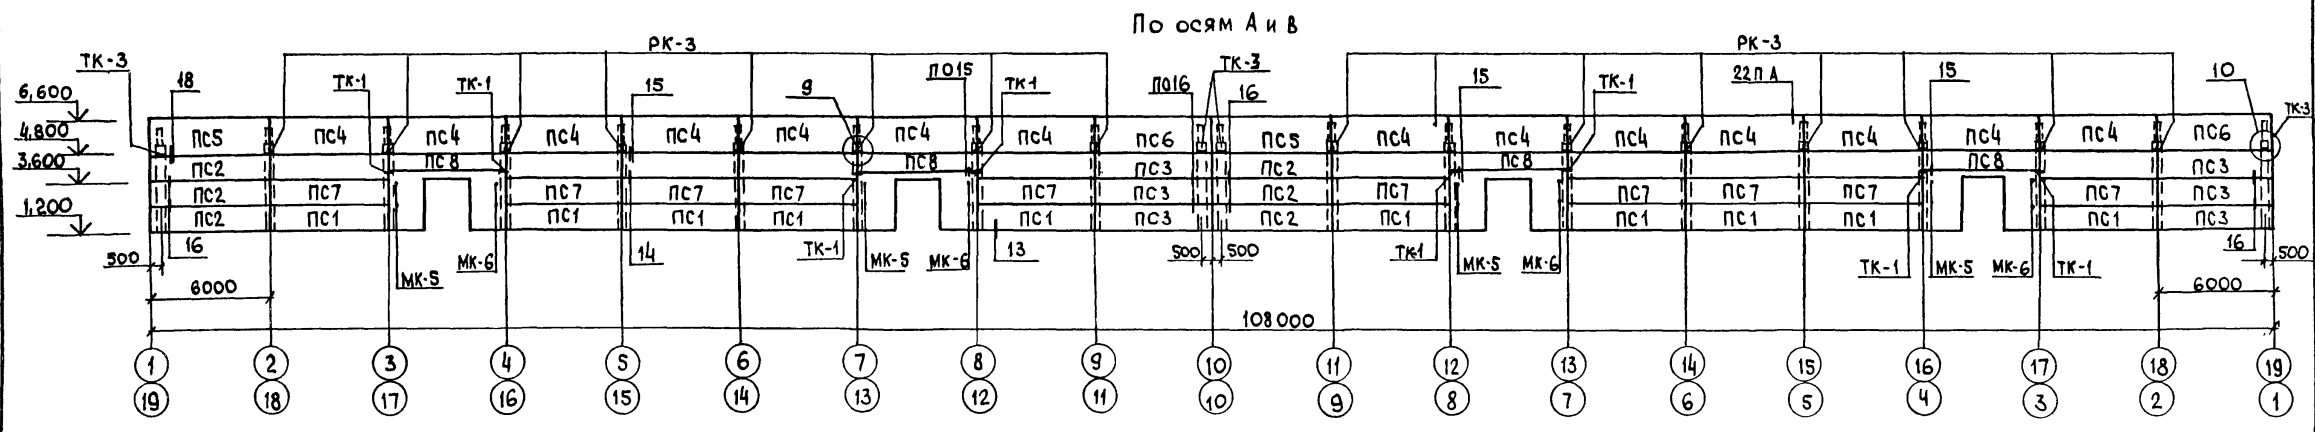 По осям А и В
РК-3 РК-3
ТК-3 18 ТК-1 ТК-1 15 9 ПО15 ТК-1 ПО16 ТК-3 16 15 ТК-1 22ПА 15 10 ТК-3
6,600
4,800
3,600
1,200
ПС5 ПС4 ПС4 ПС4 ПС4 ПС4 ПС4 ПС4 ПС6 ПС5 ПС4 ПС4 ПС4 ПС4 ПС4 ПС4 ПС4 ПС6
ПС2 ПС8 ПС8 ПС3 ПС2 ПС8 ПС8 ПС3
ПС2 ПС7 ПС7 ПС7 ПС7 ПС7 ПС3 ПС2 ПС7 ПС7 ПС7 ПС7 ПС7 ПС3
ПС2 ПС1 ПС1 ПС1 ПС1 ПС1 ПС3 ПС2 ПС1 ПС1 ПС1 ПС1 ПС1 ПС3
500 16 МК-5 МК-6 14 ТК-1 МК-5 МК-6 13 500 500 ТК-1 МК-5 МК-6 ТК-1 МК-5 МК-6 ТК-1 16 500
6000 6000
108000
1 2 3 4 5 6 7 8 9 10 11 12 13 14 15 16 17 18 19
19 18 17 16 15 14 13 12 11 10 9 8 7 6 5 4 3 2 1